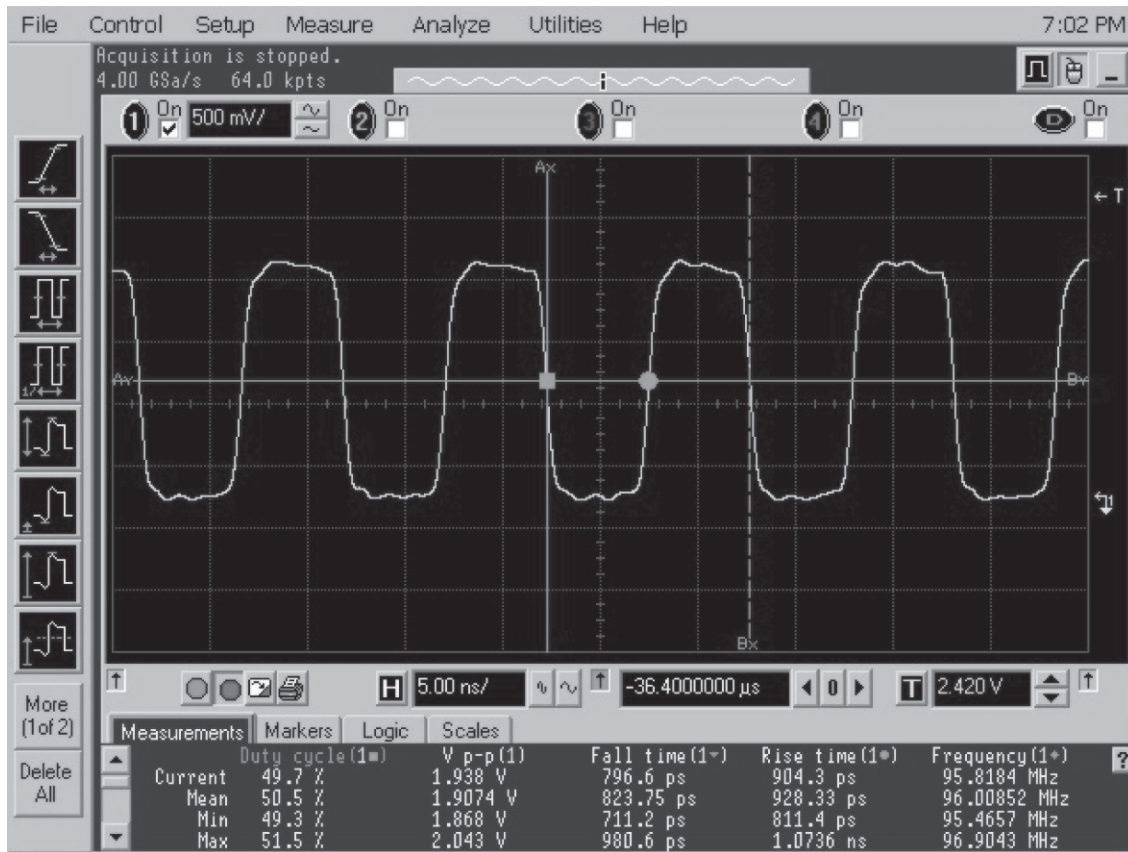 File Control Setup Measure Analyze Utilities Help 7:02 PM
Acquisition is stopped.
4.00 GSa/s 64.0 kpts
1 On 500 mV/ 2 On 3 On 4 On D On
Ax
← T
Ay By
1
Bx
H 5.00 ns/ -36.4000000 µs 0 T 2.420 V
More
(1 of 2)
Delete
All
Measurements Markers Logic Scales
Duty cycle(1■) V p-p(1) Fall time(1▾) Rise time(1●) Frequency(1◆) ?
Current 49.7 % 1.938 V 796.6 ps 904.3 ps 95.8184 MHz
Mean 50.5 % 1.9074 V 823.75 ps 928.33 ps 96.00852 MHz
Min 49.3 % 1.868 V 711.2 ps 811.4 ps 95.4657 MHz
Max 51.5 % 2.043 V 980.6 ps 1.0736 ns 96.9043 MHz